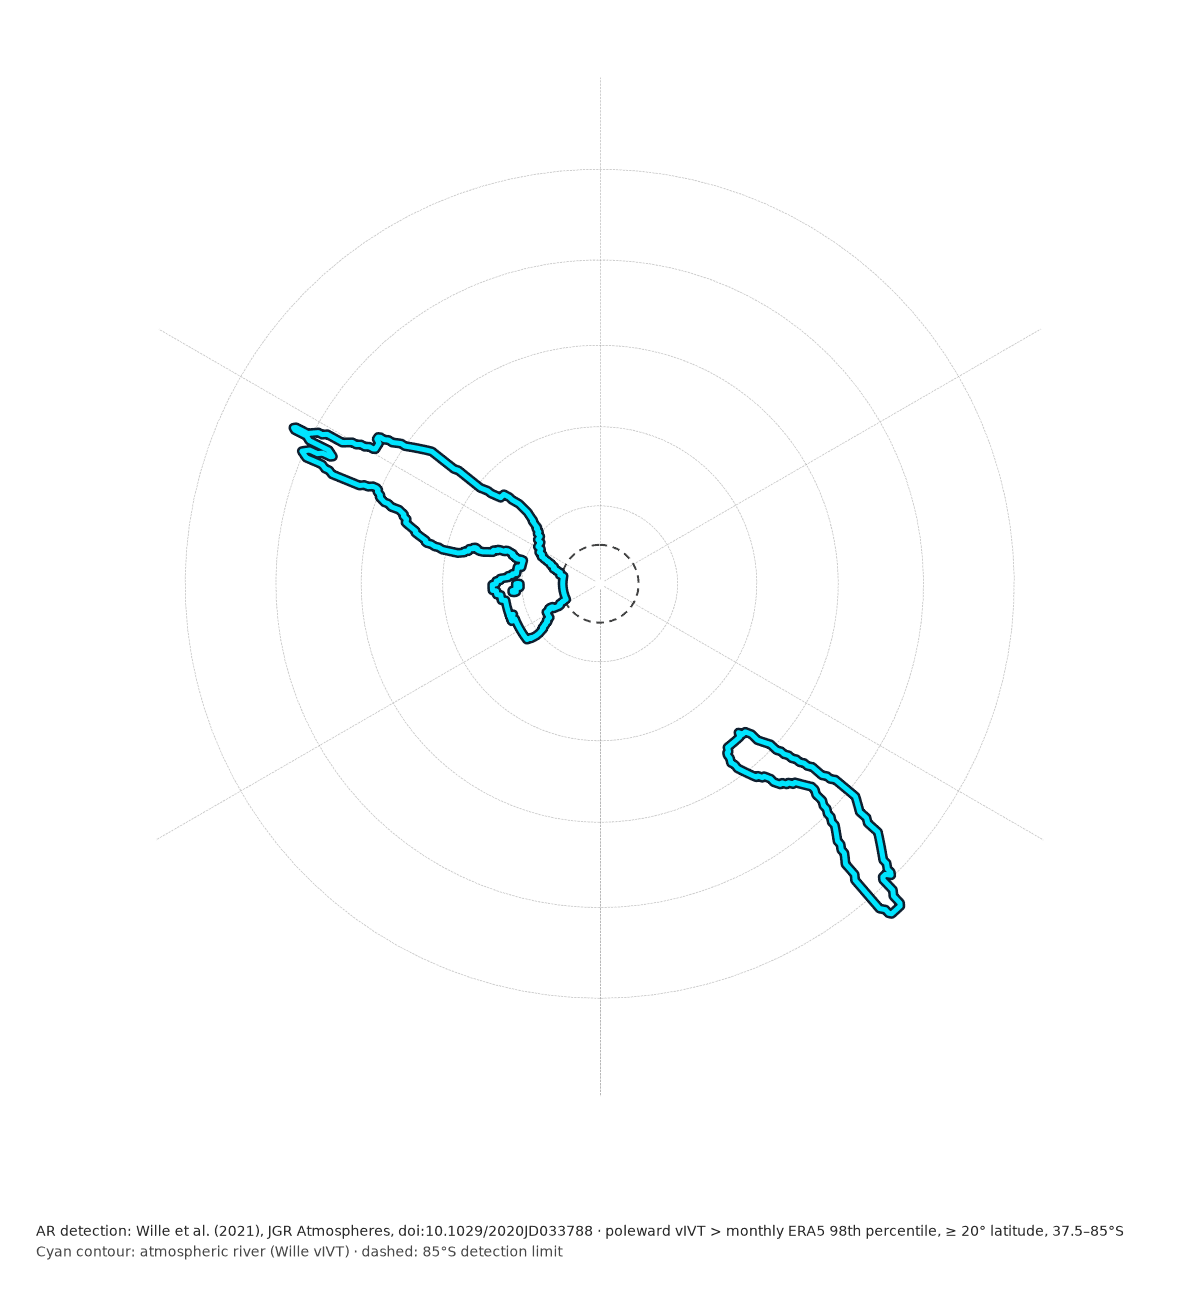 AR detection: Wille et al. (2021), JGR Atmospheres, doi:10.1029/2020JD033788 · poleward vIVT > monthly ERA5 98th percentile, ≥ 20° latitude, 37.5–85°S
Cyan contour: atmospheric river (Wille vIVT) · dashed: 85°S detection limit